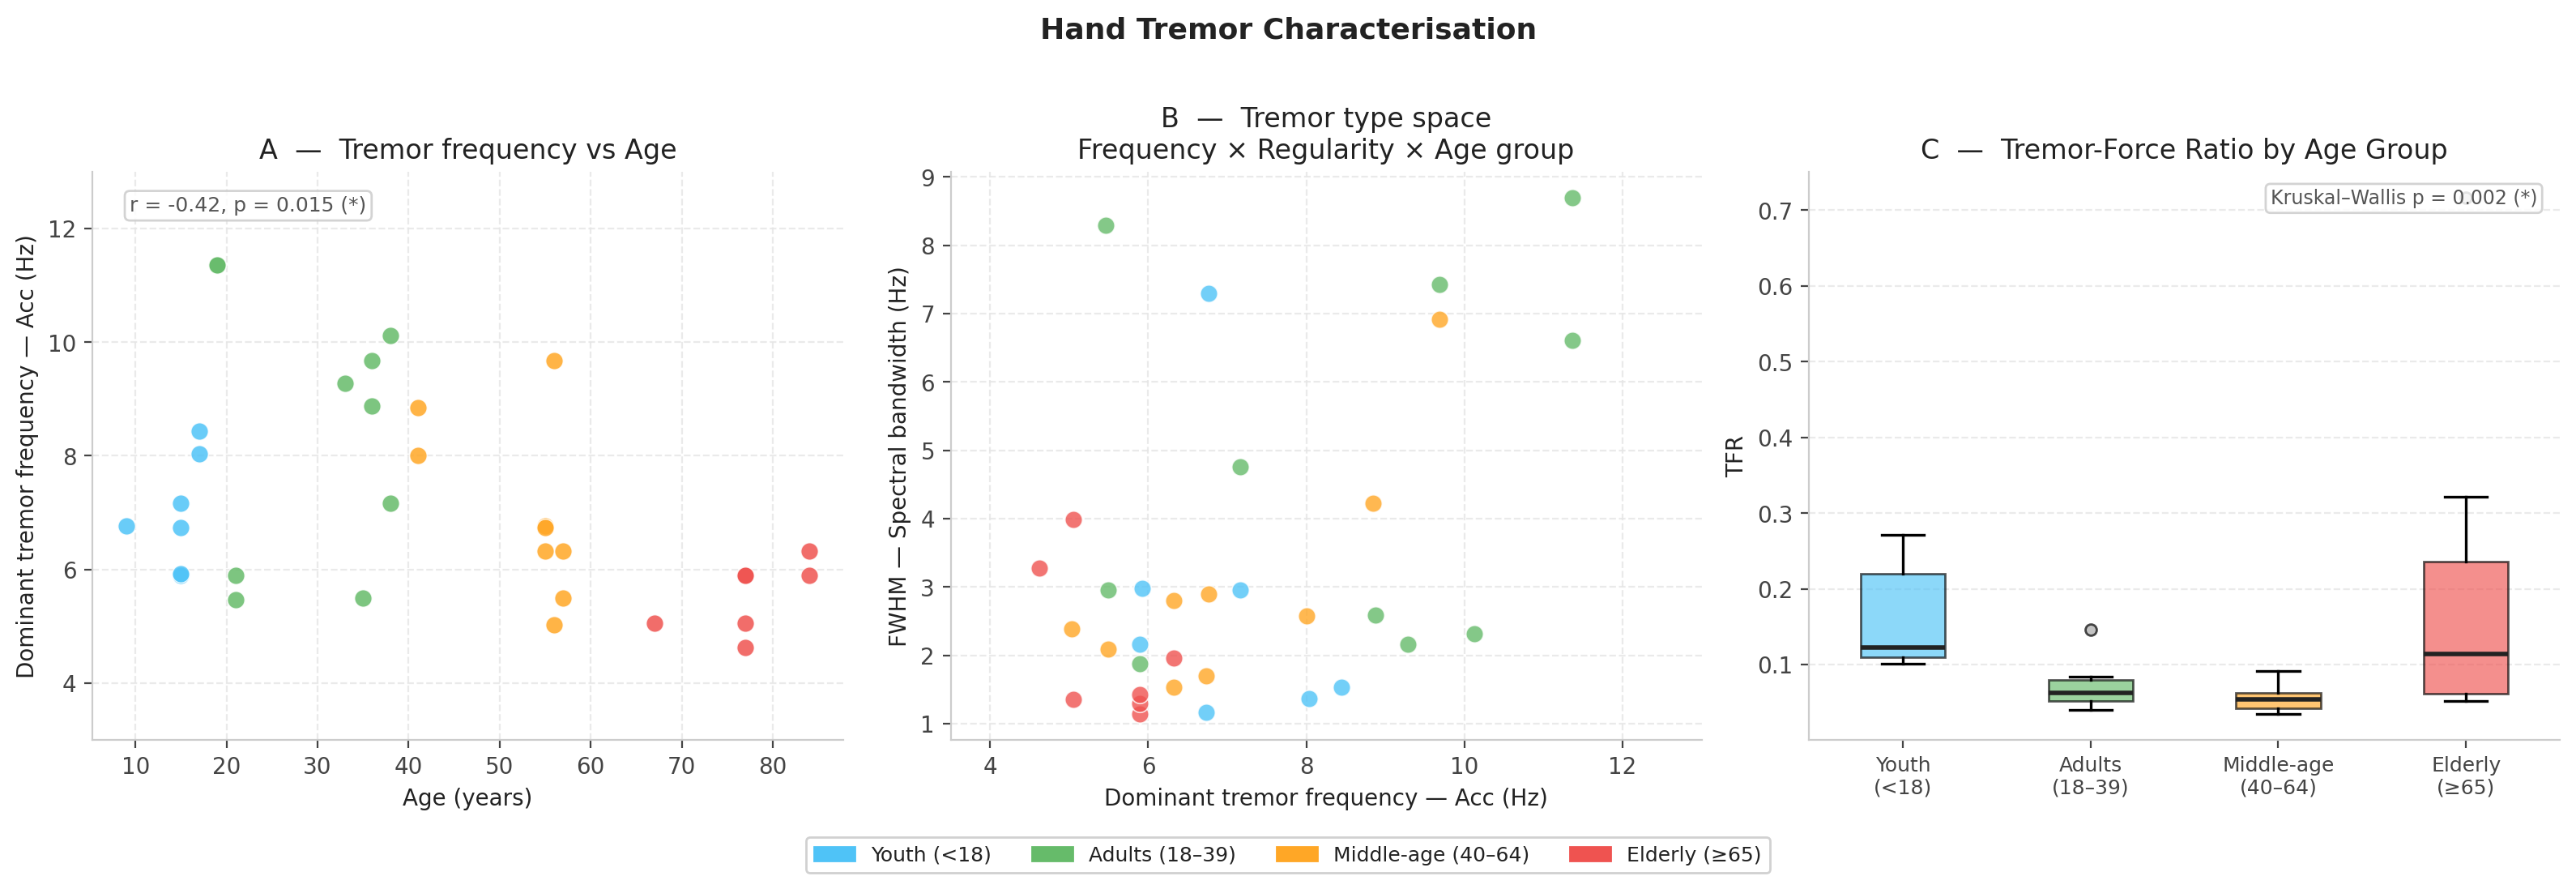 Hand Tremor Characterisation
A — Tremor frequency vs Age
r = -0.42, p = 0.015 (*)
Dominant tremor frequency — Acc (Hz)
12
10
8
6
4
10 20 30 40 50 60 70 80
Age (years)
B — Tremor type space
Frequency × Regularity × Age group
FWHM — Spectral bandwidth (Hz)
9
8
7
6
5
4
3
2
1
4 6 8 10 12
Dominant tremor frequency — Acc (Hz)
C — Tremor-Force Ratio by Age Group
Kruskal–Wallis p = 0.002 (*)
TFR
0.7
0.6
0.5
0.4
0.3
0.2
0.1
Youth Adults Middle-age Elderly
(<18) (18–39) (40–64) (≥65)
Youth (<18) Adults (18–39) Middle-age (40–64) Elderly (≥65)